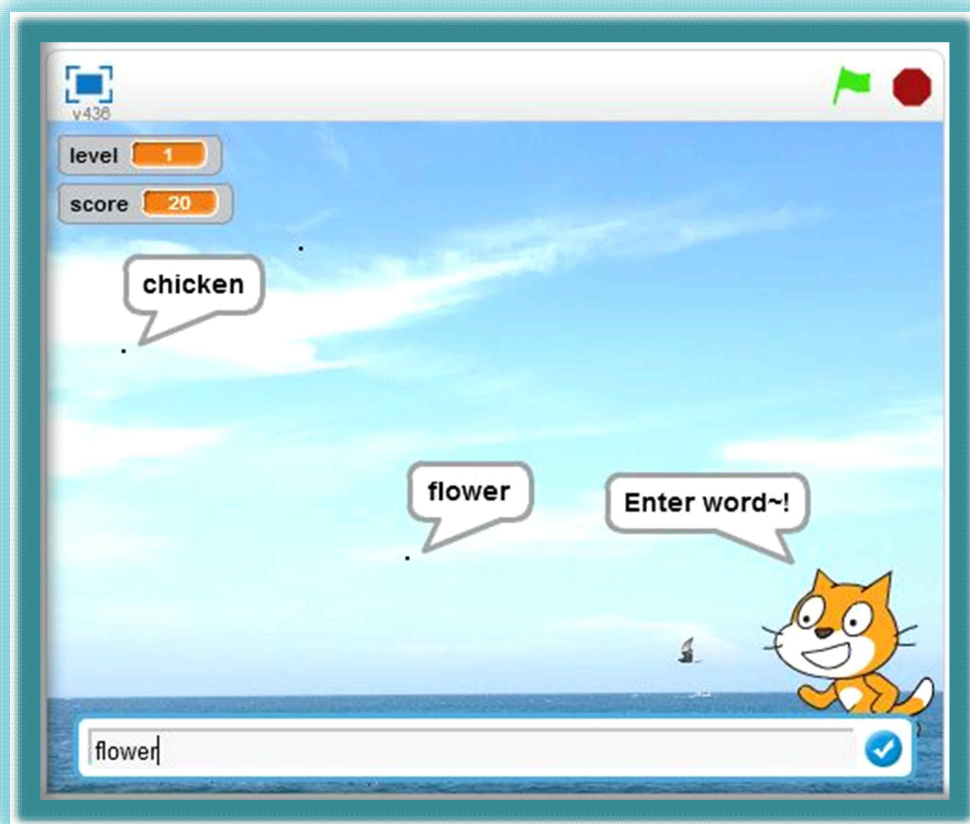 v436
level 1
score 20
chicken
flower
Enter word~!
flower